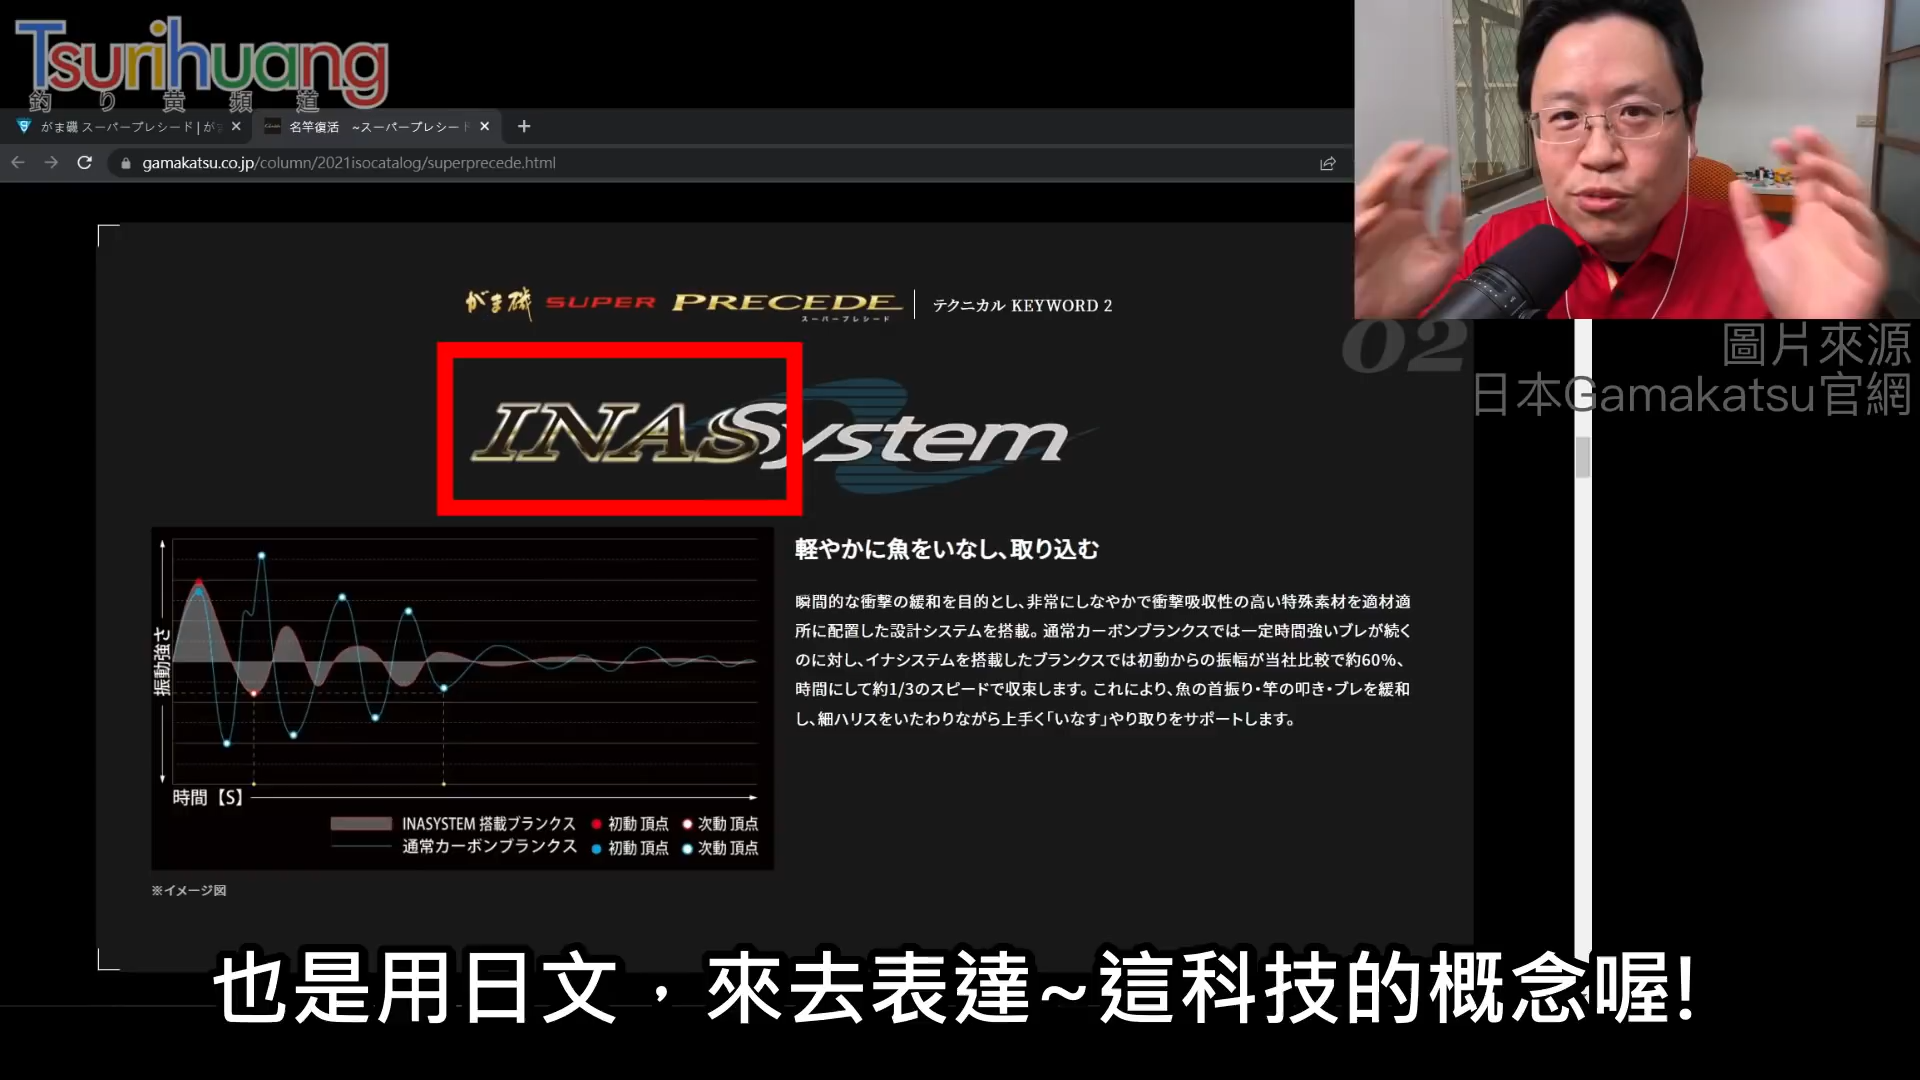 Tsurihuang
釣り黄頻道
がま磯 スーパープレシード | がま
名竿復活 ~スーパープレシード
gamakatsu.co.jp/column/2021isocatalog/superprecede.html
圖片來源
日本Gamakatsu官網
がま磯 SUPER PRECEDE
スーパープレシード
テクニカル KEYWORD 2
02
INASystem
軽やかに魚をいなし、取り込む
瞬間的な衝撃の緩和を目的とし、非常にしなやかで衝撃吸収性の高い特殊素材を適材適
所に配置した設計システムを搭載。通常カーボンブランクスでは一定時間強いブレが続く
のに対し、イナシステムを搭載したブランクスでは初動からの振幅が当社比較で約60%、
時間にして約1/3のスピードで収束します。これにより、魚の首振り・竿の叩き・ブレを緩和
し、細ハリスをいたわりながら上手く「いなす」やり取りをサポートします。
振動強さ
時間【S】
INASYSTEM 搭載ブランクス 初動 頂点 次動 頂点
通常カーボンブランクス 初動 頂点 次動 頂点
※イメージ図
也是用日文，來去表達~這科技的概念喔!